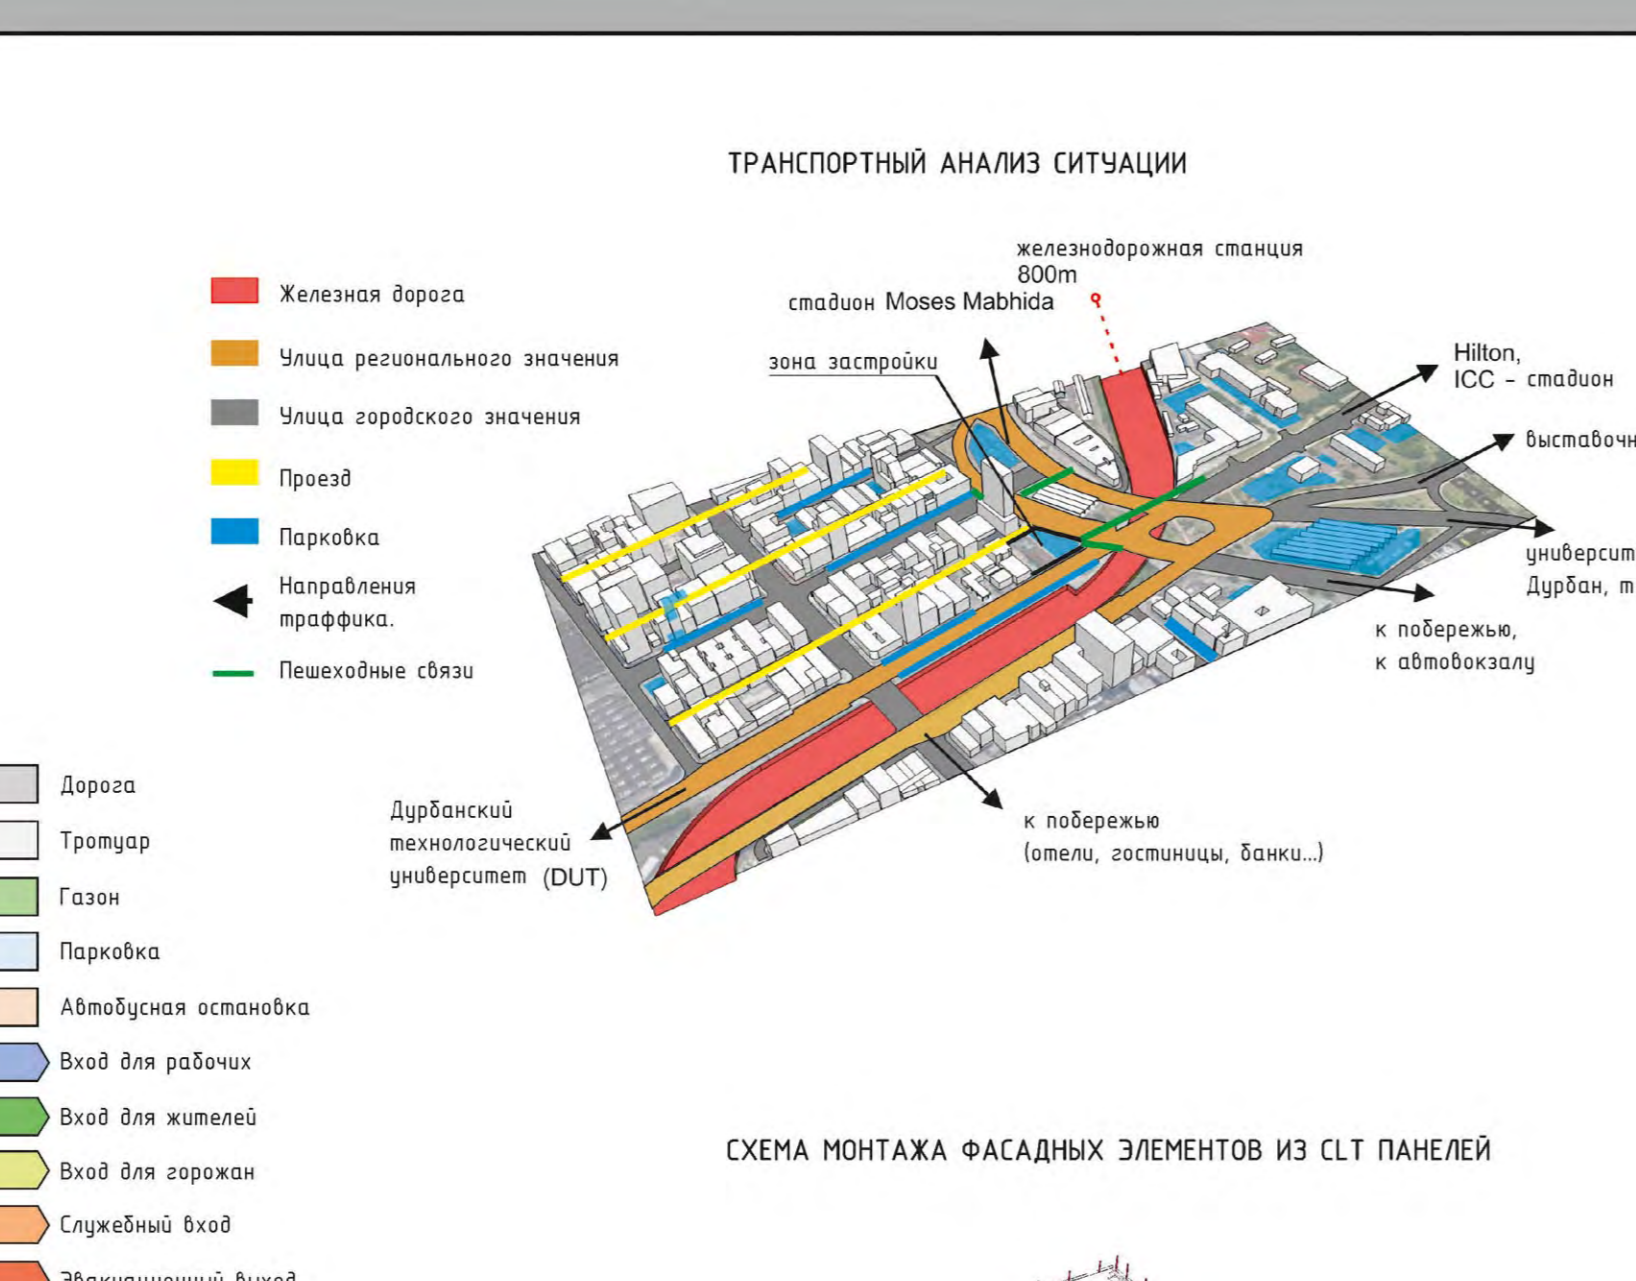 ТРАНСПОРТНЫЙ АНАЛИЗ СИТУАЦИИ
железнодорожная станция
800m
стадион Moses Mabhida
зона застройки
Hilton,
ICC - стадион
к побережью,
к автовокзалу
к побережью
(отели, гостиницы, банки...)
Дурбанский
технологический
университет (DUT)
Железная дорога
Улица регионального значения
Улица городского значения
Проезд
Парковка
Направления
траффика.
Пешеходные связи
Дорога
Тротуар
Газон
Парковка
Автобусная остановка
Вход для рабочих
Вход для жителей
Вход для горожан
Служебный вход
Эвакуационный выход
СХЕМА МОНТАЖА ФАСАДНЫХ ЭЛЕМЕНТОВ ИЗ CLT ПАНЕЛЕЙ